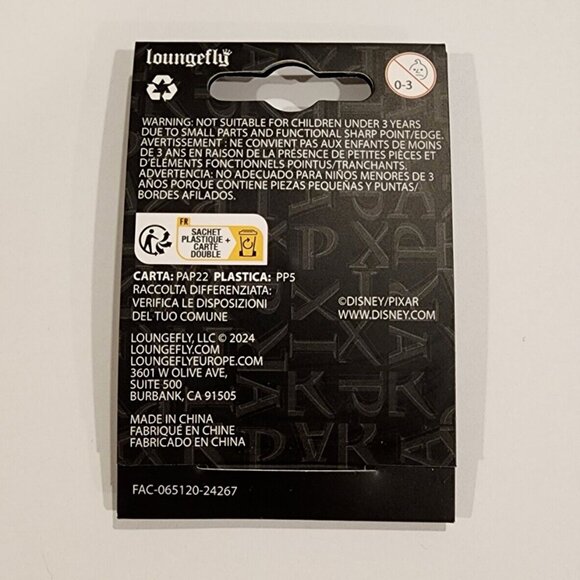 loungefly
0-3
WARNING: NOT SUITABLE FOR CHILDREN UNDER 3 YEARS
DUE TO SMALL PARTS AND FUNCTIONAL SHARP POINT/EDGE.
AVERTISSEMENT : NE CONVIENT PAS AUX ENFANTS DE MOINS
DE 3 ANS EN RAISON DE LA PRÉSENCE DE PETITES PIÈCES ET
D'ÉLÉMENTS FONCTIONNELS POINTUS/TRANCHANTS.
ADVERTENCIA: NO ADECUADO PARA NIÑOS MENORES DE 3
AÑOS PORQUE CONTIENE PIEZAS PEQUEÑAS Y PUNTAS/
BORDES AFILADOS.
FR
SACHET
PLASTIQUE +
CARTE
DOUBLE
CARTA: PAP22 PLASTICA: PP5
RACCOLTA DIFFERENZIATA:
VERIFICA LE DISPOSIZIONI
DEL TUO COMUNE
©DISNEY/PIXAR
WWW.DISNEY.COM
LOUNGEFLY, LLC © 2024
LOUNGEFLY.COM
LOUNGEFLYEUROPE.COM
3601 W OLIVE AVE,
SUITE 500
BURBANK, CA 91505
MADE IN CHINA
FABRIQUÉ EN CHINE
FABRICADO EN CHINA
FAC-065120-24267